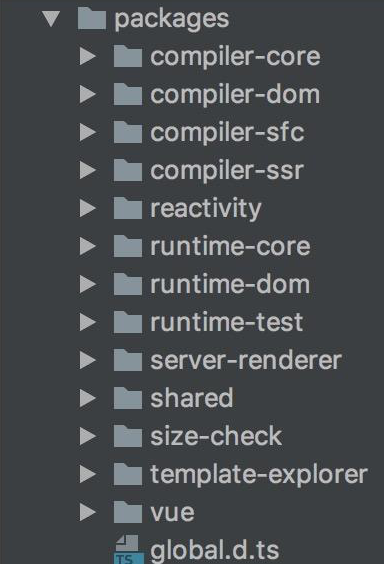 packages
compiler-core
compiler-dom
compiler-sfc
compiler-ssr
reactivity
runtime-core
runtime-dom
runtime-test
server-renderer
shared
size-check
template-explorer
vue
TS global.d.ts